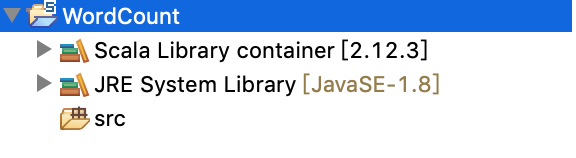 WordCount
Scala Library container [2.12.3]
JRE System Library [JavaSE-1.8]
src